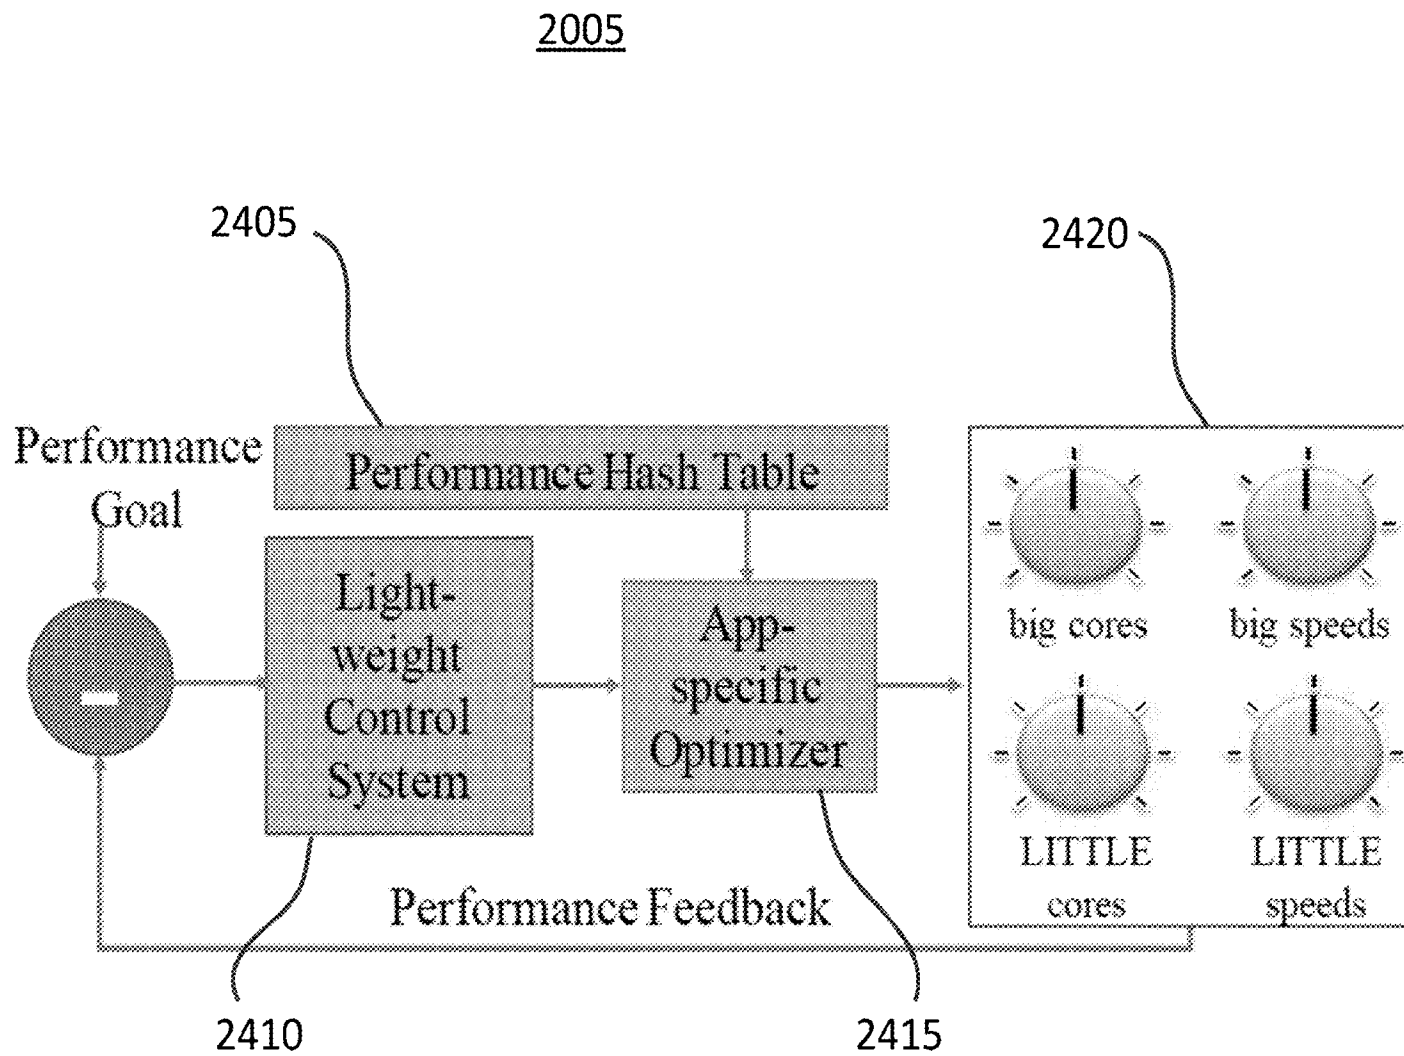 2005
2405
2420
Performance
Goal
Performance Hash Table
Light-
weight
Control
System
App-
specific
Optimizer
big cores
big speeds
LITTLE
cores
LITTLE
speeds
Performance Feedback
2410
2415